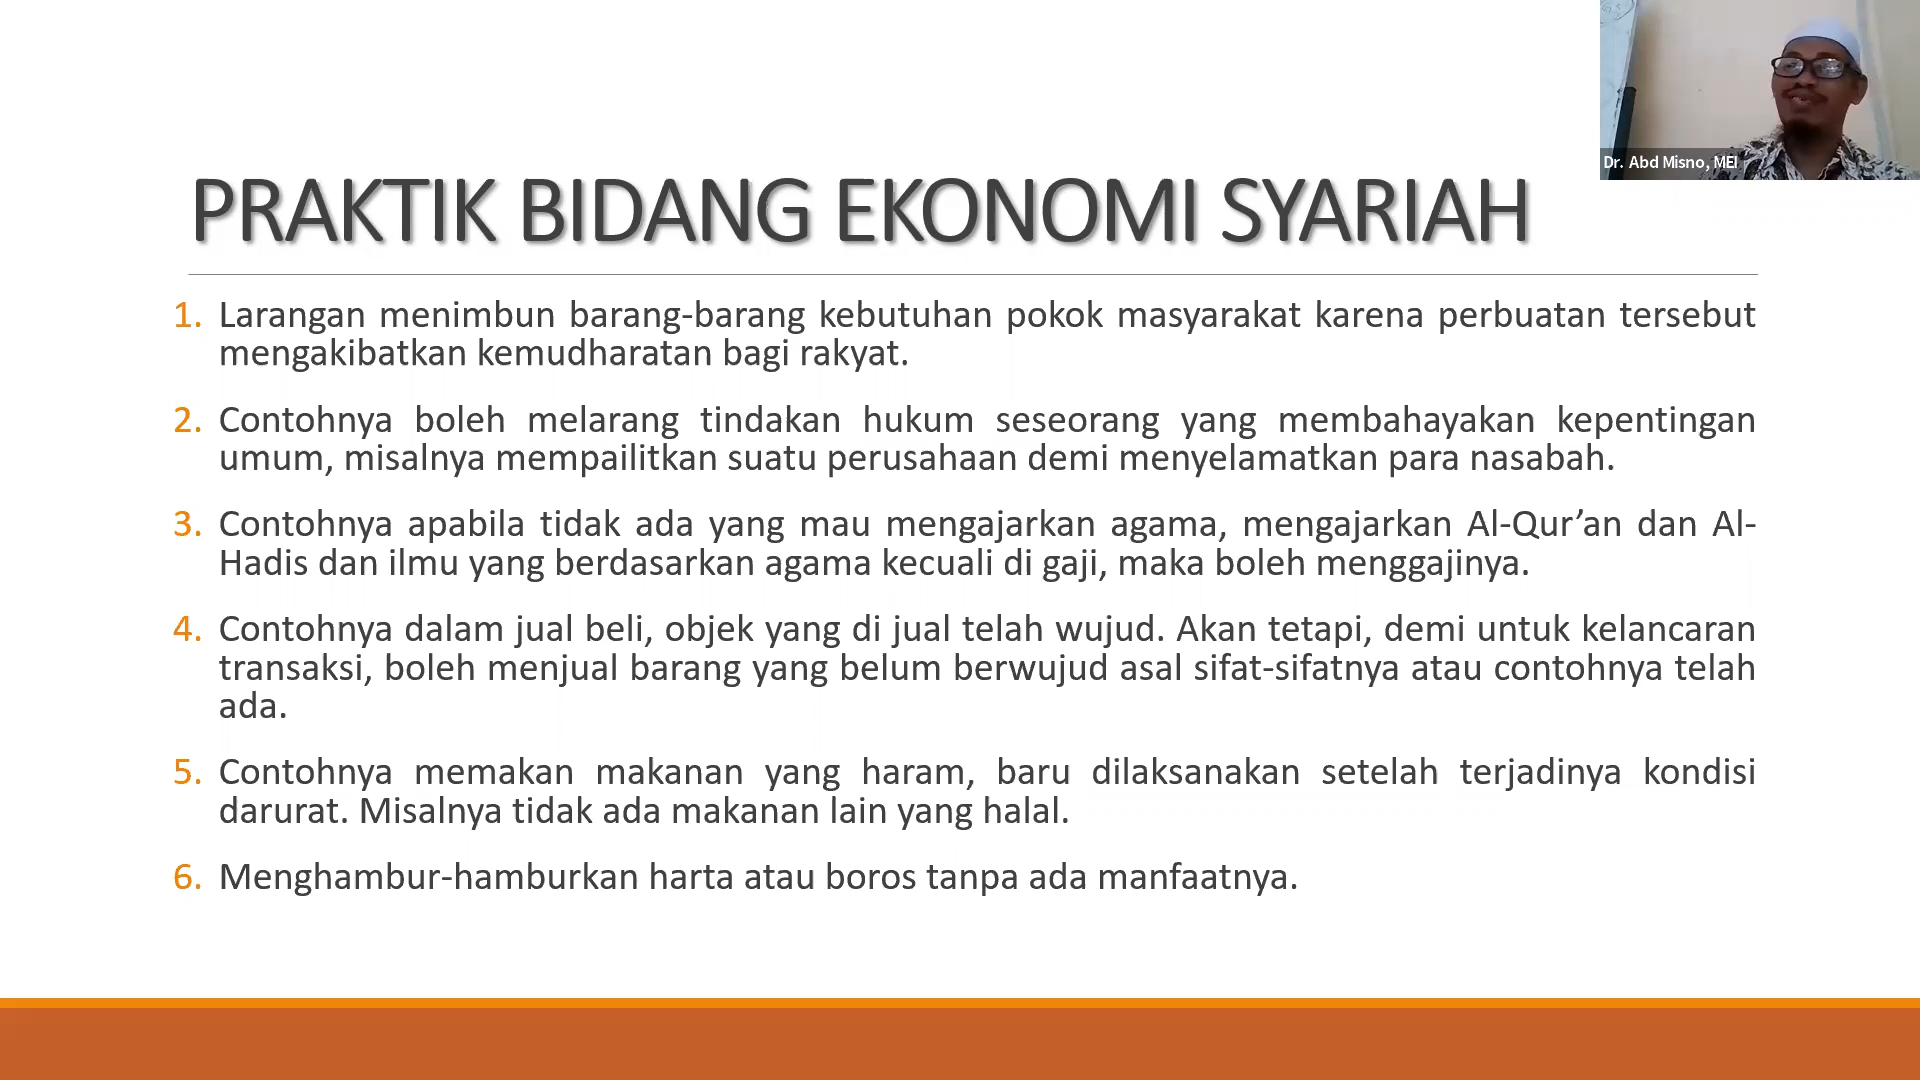 Dr. Abd Misno, MEI
PRAKTIK BIDANG EKONOMI SYARIAH
1. Larangan menimbun barang-barang kebutuhan pokok masyarakat karena perbuatan tersebut
mengakibatkan kemudharatan bagi rakyat.
2. Contohnya boleh melarang tindakan hukum seseorang yang membahayakan kepentingan
umum, misalnya mempailitkan suatu perusahaan demi menyelamatkan para nasabah.
3. Contohnya apabila tidak ada yang mau mengajarkan agama, mengajarkan Al-Qur’an dan Al-
Hadis dan ilmu yang berdasarkan agama kecuali di gaji, maka boleh menggajinya.
4. Contohnya dalam jual beli, objek yang di jual telah wujud. Akan tetapi, demi untuk kelancaran
transaksi, boleh menjual barang yang belum berwujud asal sifat-sifatnya atau contohnya telah
ada.
5. Contohnya memakan makanan yang haram, baru dilaksanakan setelah terjadinya kondisi
darurat. Misalnya tidak ada makanan lain yang halal.
6. Menghambur-hamburkan harta atau boros tanpa ada manfaatnya.